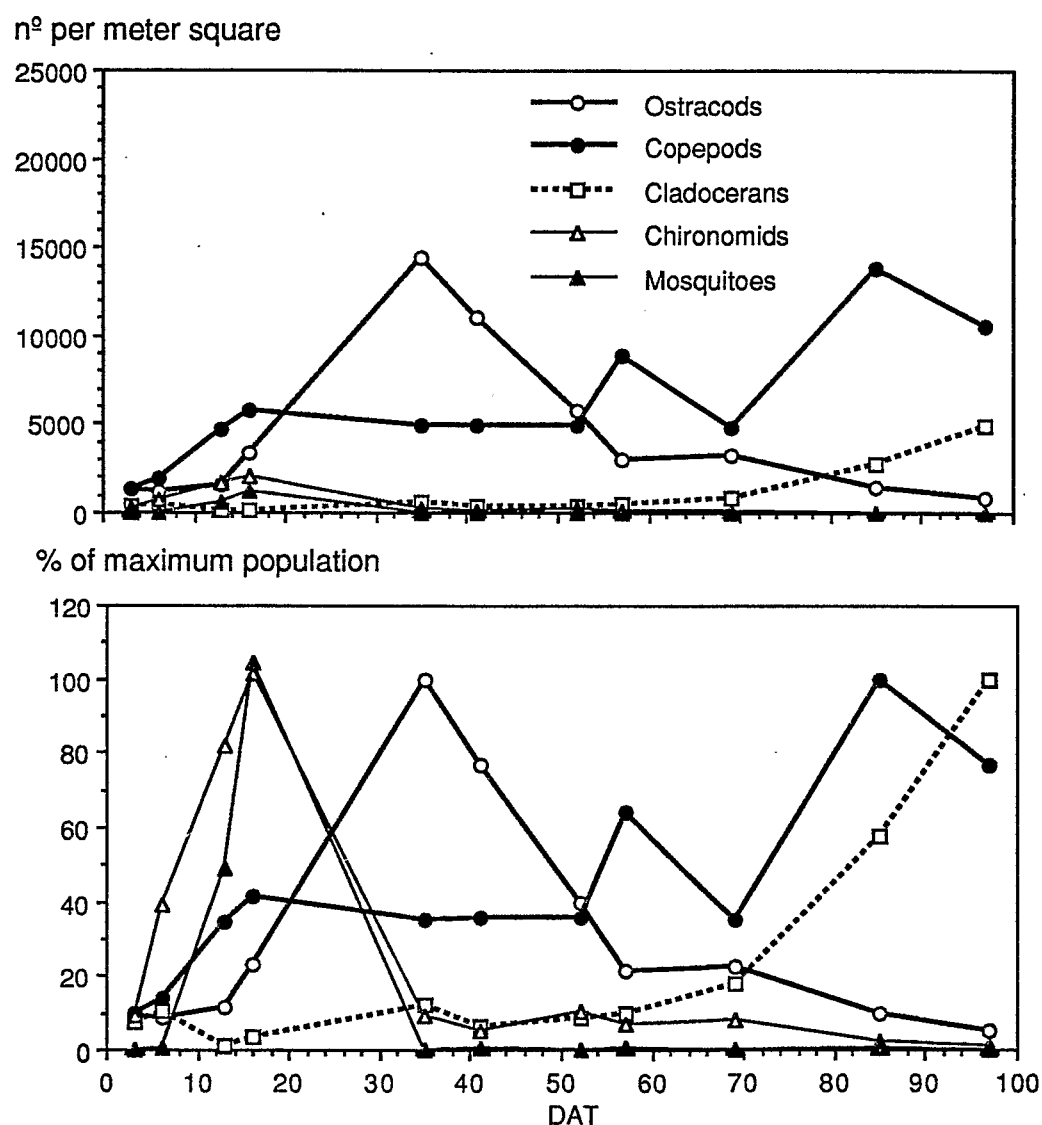 nº per meter square
25000
20000
15000
10000
5000
0
Ostracods
Copepods
Cladocerans
Chironomids
Mosquitoes
% of maximum population
120
100
80
60
40
20
0
0 10 20 30 40 50 60 70 80 90 100
DAT